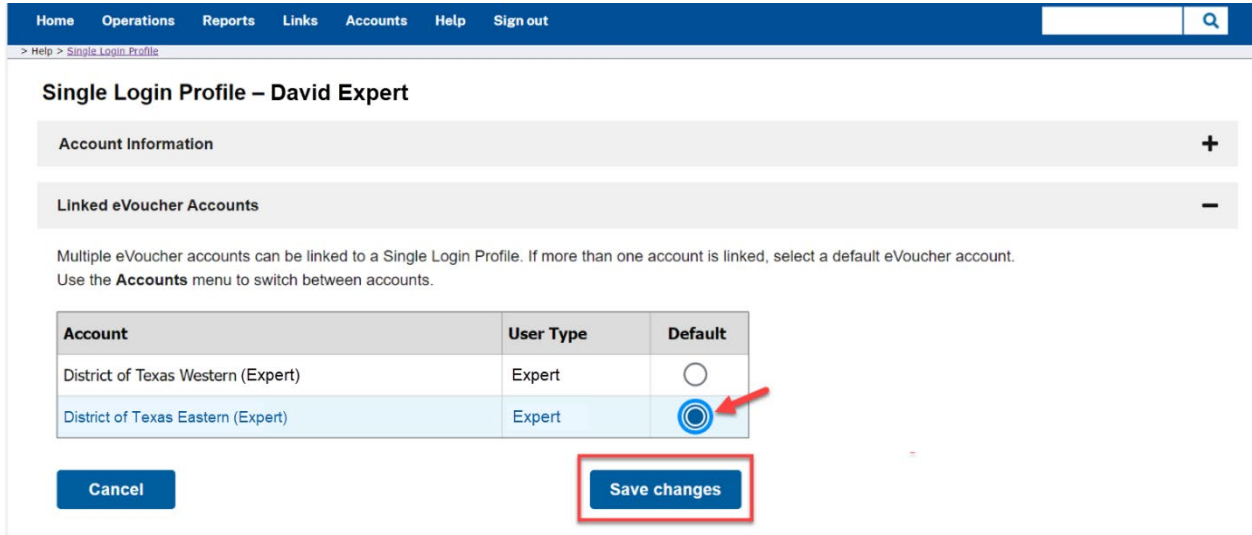 Home Operations Reports Links Accounts Help Sign out
> Help > Single Login Profile
Single Login Profile – David Expert
Account Information
Linked eVoucher Accounts
Multiple eVoucher accounts can be linked to a Single Login Profile. If more than one account is linked, select a default eVoucher account.
Use the Accounts menu to switch between accounts.
Account User Type Default
District of Texas Western (Expert) Expert
District of Texas Eastern (Expert) Expert
Cancel Save changes